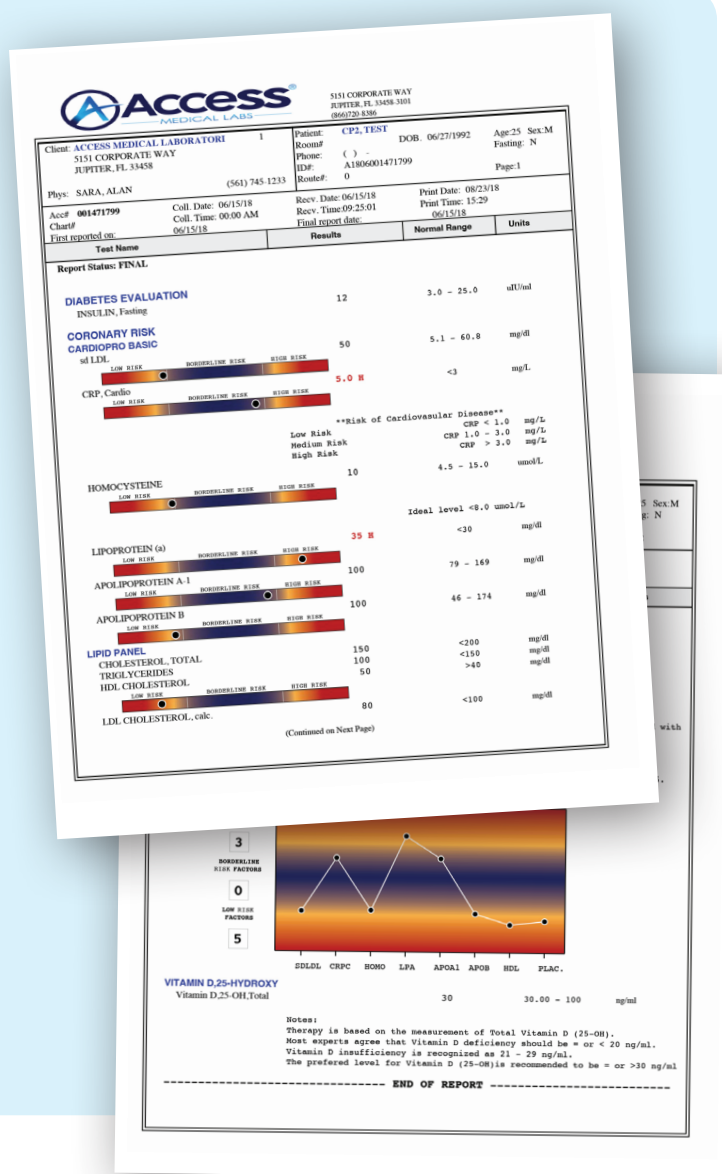 ACCESS®
MEDICAL LABS
5151 CORPORATE WAY
JUPITER, FL 33458-3101
(866)720-8386
Client: ACCESS MEDICAL LABORATORI 1
5151 CORPORATE WAY
JUPITER, FL 33458
(561) 745-1233
Phys: SARA, ALAN
Patient: CP2, TEST
Room# DOB. 06/27/1992 Age:25 Sex:M
Phone: ( ) - Fasting: N
ID#: A1806001471799
Route#: 0 Page:1
Acc# 001471799 Coll. Date: 06/15/18 Recv. Date: 06/15/18 Print Date: 08/23/18
Chart# Coll. Time: 00:00 AM Recv. Time:09:25:01 Print Time: 15:29
First reported on: 06/15/18 Final report date: 06/15/18
Test Name Results Normal Range Units
Report Status: FINAL
DIABETES EVALUATION
INSULIN, Fasting 12 3.0 - 25.0 uIU/ml
CORONARY RISK
CARDIOPRO BASIC
sd LDL 50 5.1 - 60.8 mg/dl
LOW RISK BORDERLINE RISK HIGH RISK
CRP, Cardio 5.0 H <3 mg/L
LOW RISK BORDERLINE RISK HIGH RISK
**Risk of Cardiovasular Disease**
Low Risk CRP < 1.0 mg/L
Medium Risk CRP 1.0 - 3.0 mg/L
High Risk CRP > 3.0 mg/L
HOMOCYSTEINE 10 4.5 - 15.0 umol/L
LOW RISK BORDERLINE RISK HIGH RISK
Ideal level <8.0 umol/L
LIPOPROTEIN (a) 35 H <30 mg/dl
LOW RISK BORDERLINE RISK HIGH RISK
APOLIPOPROTEIN A-1 100 79 - 169 mg/dl
LOW RISK BORDERLINE RISK HIGH RISK
APOLIPOPROTEIN B 100 46 - 174 mg/dl
LOW RISK BORDERLINE RISK HIGH RISK
LIPID PANEL
CHOLESTEROL, TOTAL 150 <200 mg/dl
TRIGLYCERIDES 100 <150 mg/dl
HDL CHOLESTEROL 50 >40 mg/dl
LOW RISK BORDERLINE RISK HIGH RISK
LDL CHOLESTEROL, calc. 80 <100 mg/dl
(Continued on Next Page)
5 Sex:M
g: N
with
3
BORDERLINE
RISK FACTORS
0
LOW RISK
FACTORS
5
SDLDL CRPC HOMO LPA APOA1 APOB HDL PLAC.
VITAMIN D,25-HYDROXY
Vitamin D,25-OH,Total 30 30.00 - 100 ng/ml
Notes:
Therapy is based on the measurement of Total Vitamin D (25-OH).
Most experts agree that Vitamin D deficiency should be = or < 20 ng/ml.
Vitamin D insufficiency is recognized as 21 - 29 ng/ml.
The prefered level for Vitamin D (25-OH)is recommended to be = or >30 ng/ml
END OF REPORT